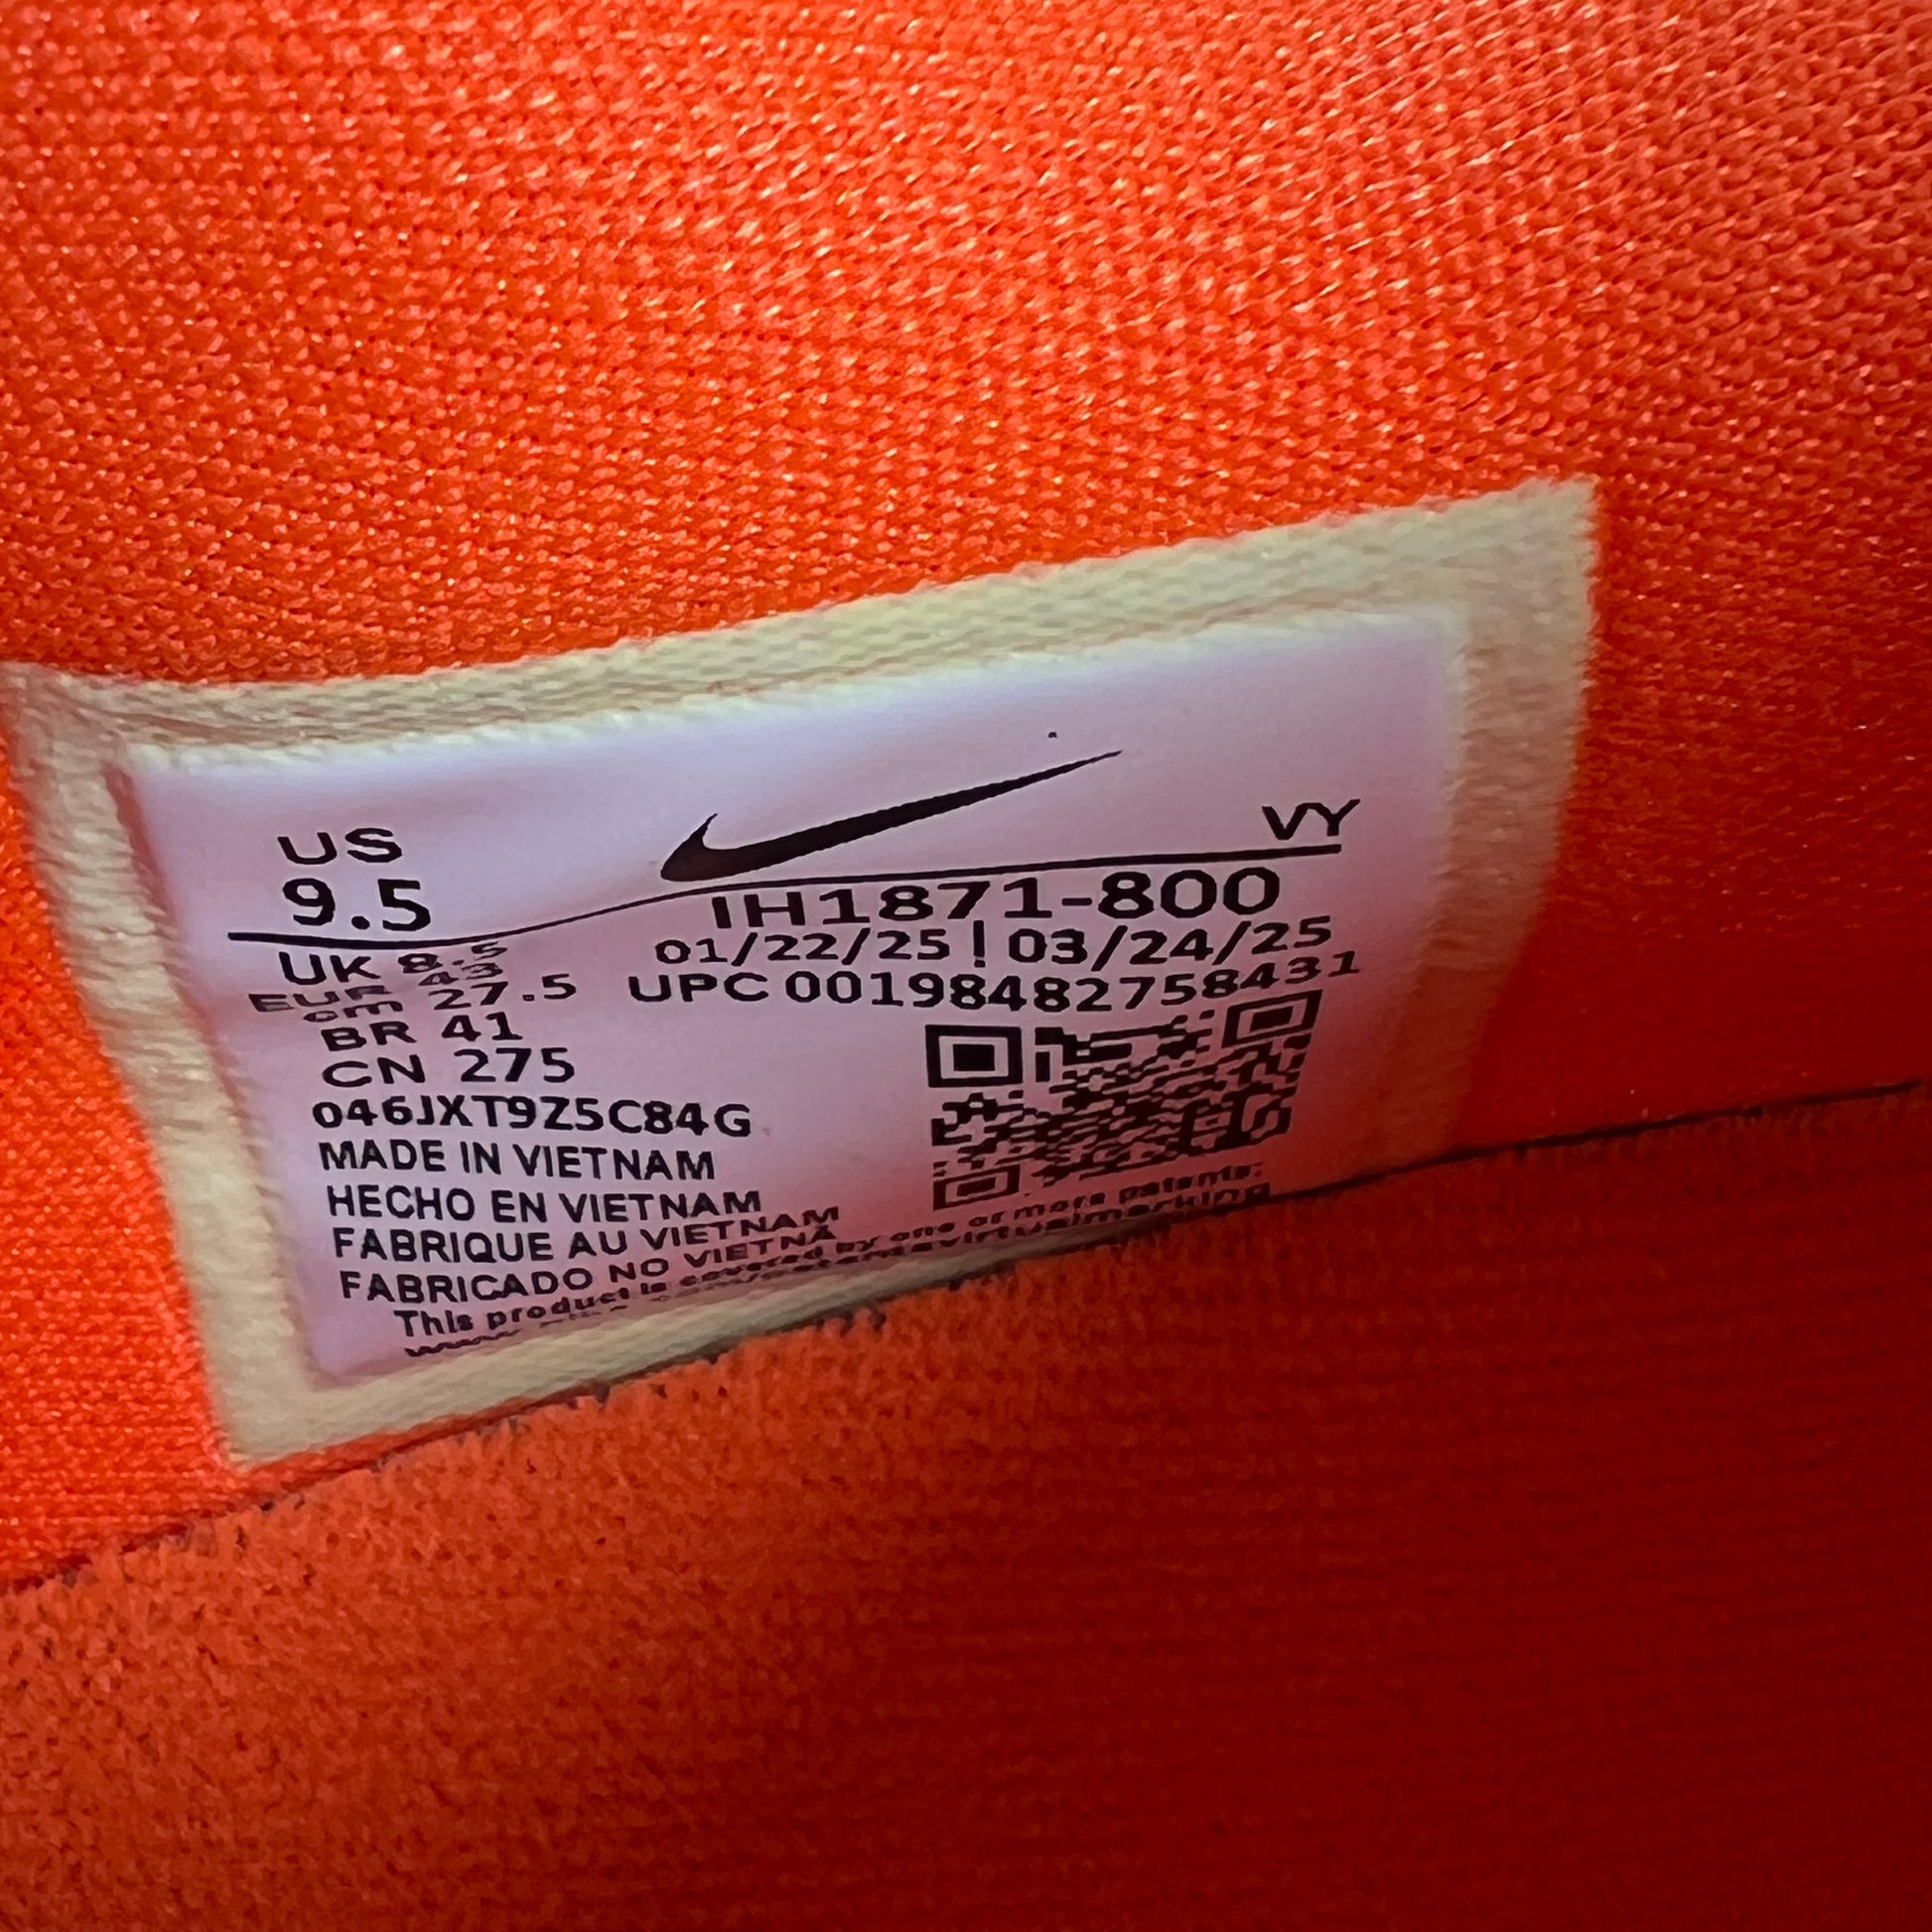 US
9.5
VY
IH1871-800
01/22/25 | 03/24/25
UPC 00198482758431
UK 8.5
EUR 43
cm 27.5
BR 41
CN 275
046JXT9Z5C84G
MADE IN VIETNAM
HECHO EN VIETNAM
FABRIQUE AU VIETNAM
FABRICADO NO VIETNÃ
This product is covered by one or more patents: